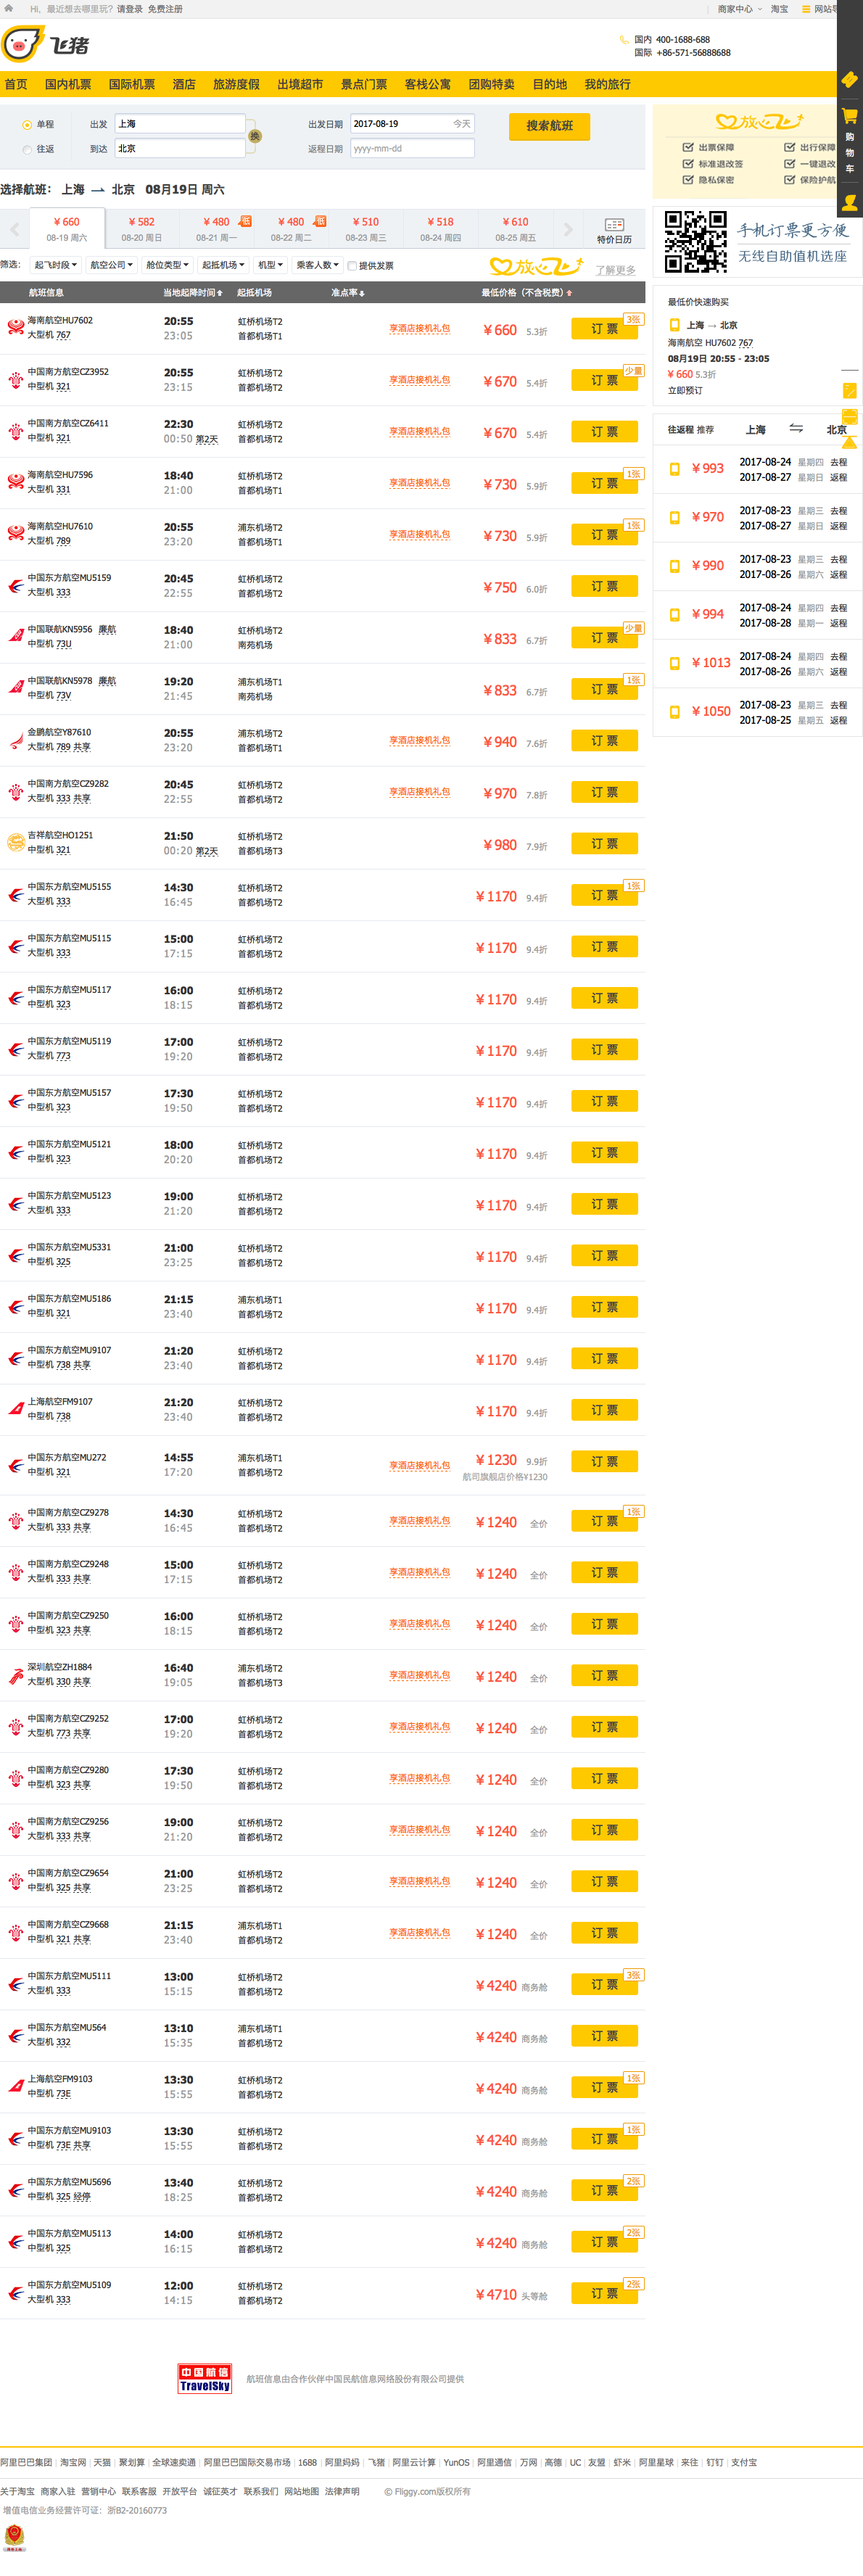 Hi, 最近想去哪里玩? 请登录 免费注册
商家中心 淘宝
飞猪
国内 400-1688-688
国际 +86-571-56888688
首页 国内机票 国际机票 酒店 旅游度假 出境超市 景点门票 客栈公寓 团购特卖 目的地 我的旅行
单程 出发 上海 换 出发日期 2017-08-19 今天 搜索航班
往返 到达 北京 返程日期 yyyy-mm-dd
放心飞
出票保障 出行保障
标准退改签 一键退改
隐私保密 保险护航
购物车
手机订票更方便
无线自助值机选座
选择航班: 上海 → 北京 08月19日 周六
¥ 660 ¥ 582 ¥ 480 低 ¥ 480 低 ¥ 510 ¥ 518 ¥ 610
08-19 周六 08-20 周日 08-21 周一 08-22 周二 08-23 周三 08-24 周四 08-25 周五 特价日历
筛选: 起飞时段 航空公司 舱位类型 起抵机场 机型 乘客人数 提供发票 放心飞 了解更多
航班信息 当地起降时间 起抵机场 准点率 最低价格（不含税费）
海南航空HU7602 20:55 虹桥机场T2 享酒店接机礼包 ¥660 5.3折 订 票 3张
大型机 767 23:05 首都机场T1
中国南方航空CZ3952 20:55 虹桥机场T2 享酒店接机礼包 ¥670 5.4折 订 票 少量
中型机 321 23:15 首都机场T2
中国南方航空CZ6411 22:30 虹桥机场T2 享酒店接机礼包 ¥670 5.4折 订 票
中型机 321 00:50 第2天 首都机场T2
海南航空HU7596 18:40 虹桥机场T2 享酒店接机礼包 ¥730 5.9折 订 票 1张
大型机 331 21:00 首都机场T1
海南航空HU7610 20:55 浦东机场T2 享酒店接机礼包 ¥730 5.9折 订 票 1张
大型机 789 23:20 首都机场T1
中国东方航空MU5159 20:45 虹桥机场T2 ¥750 6.0折 订 票
大型机 333 22:55 首都机场T2
中国联航KN5956 廉航 18:40 虹桥机场T2 ¥833 6.7折 订 票 少量
中型机 73U 21:00 南苑机场
中国联航KN5978 廉航 19:20 浦东机场T1 ¥833 6.7折 订 票 1张
中型机 73V 21:45 南苑机场
金鹏航空Y87610 20:55 浦东机场T2 享酒店接机礼包 ¥940 7.6折 订 票
大型机 789 共享 23:20 首都机场T1
中国南方航空CZ9282 20:45 虹桥机场T2 享酒店接机礼包 ¥970 7.8折 订 票
大型机 333 共享 22:55 首都机场T2
吉祥航空HO1251 21:50 虹桥机场T2 ¥980 7.9折 订 票
中型机 321 00:20 第2天 首都机场T3
中国东方航空MU5155 14:30 虹桥机场T2 ¥1170 9.4折 订 票 1张
大型机 333 16:45 首都机场T2
中国东方航空MU5115 15:00 虹桥机场T2 ¥1170 9.4折 订 票
大型机 333 17:15 首都机场T2
中国东方航空MU5117 16:00 虹桥机场T2 ¥1170 9.4折 订 票
中型机 323 18:15 首都机场T2
中国东方航空MU5119 17:00 虹桥机场T2 ¥1170 9.4折 订 票
大型机 773 19:20 首都机场T2
中国东方航空MU5157 17:30 虹桥机场T2 ¥1170 9.4折 订 票
中型机 323 19:50 首都机场T2
中国东方航空MU5121 18:00 虹桥机场T2 ¥1170 9.4折 订 票
中型机 323 20:20 首都机场T2
中国东方航空MU5123 19:00 虹桥机场T2 ¥1170 9.4折 订 票
大型机 333 21:20 首都机场T2
中国东方航空MU5331 21:00 虹桥机场T2 ¥1170 9.4折 订 票
中型机 325 23:25 首都机场T2
中国东方航空MU5186 21:15 浦东机场T1 ¥1170 9.4折 订 票
中型机 321 23:40 首都机场T2
中国东方航空MU9107 21:20 虹桥机场T2 ¥1170 9.4折 订 票
中型机 738 共享 23:40 首都机场T2
上海航空FM9107 21:20 虹桥机场T2 ¥1170 9.4折 订 票
中型机 738 23:40 首都机场T2
中国东方航空MU272 14:55 浦东机场T1 享酒店接机礼包 ¥1230 9.9折 订 票
中型机 321 17:20 首都机场T2 航司旗舰店价格¥1230
中国南方航空CZ9278 14:30 虹桥机场T2 享酒店接机礼包 ¥1240 全价 订 票 1张
大型机 333 共享 16:45 首都机场T2
中国南方航空CZ9248 15:00 虹桥机场T2 享酒店接机礼包 ¥1240 全价 订 票
大型机 333 共享 17:15 首都机场T2
中国南方航空CZ9250 16:00 虹桥机场T2 享酒店接机礼包 ¥1240 全价 订 票
中型机 323 共享 18:15 首都机场T2
深圳航空ZH1884 16:40 浦东机场T2 享酒店接机礼包 ¥1240 全价 订 票
大型机 330 共享 19:05 首都机场T3
中国南方航空CZ9252 17:00 虹桥机场T2 享酒店接机礼包 ¥1240 全价 订 票
大型机 773 共享 19:20 首都机场T2
中国南方航空CZ9280 17:30 虹桥机场T2 享酒店接机礼包 ¥1240 全价 订 票
中型机 323 共享 19:50 首都机场T2
中国南方航空CZ9256 19:00 虹桥机场T2 享酒店接机礼包 ¥1240 全价 订 票
大型机 333 共享 21:20 首都机场T2
中国南方航空CZ9654 21:00 虹桥机场T2 享酒店接机礼包 ¥1240 全价 订 票
中型机 325 共享 23:25 首都机场T2
中国南方航空CZ9668 21:15 浦东机场T1 享酒店接机礼包 ¥1240 全价 订 票
中型机 321 共享 23:40 首都机场T2
中国东方航空MU5111 13:00 虹桥机场T2 ¥4240 商务舱 订 票 3张
大型机 333 15:15 首都机场T2
中国东方航空MU564 13:10 浦东机场T1 ¥4240 商务舱 订 票
大型机 332 15:35 首都机场T2
上海航空FM9103 13:30 虹桥机场T2 ¥4240 商务舱 订 票 1张
中型机 73E 15:55 首都机场T2
中国东方航空MU9103 13:30 虹桥机场T2 ¥4240 商务舱 订 票 1张
中型机 73E 共享 15:55 首都机场T2
中国东方航空MU5696 13:40 虹桥机场T2 ¥4240 商务舱 订 票 2张
中型机 325 经停 18:25 首都机场T2
中国东方航空MU5113 14:00 虹桥机场T2 ¥4240 商务舱 订 票 2张
中型机 325 16:15 首都机场T2
中国东方航空MU5109 12:00 虹桥机场T2 ¥4710 头等舱 订 票 2张
大型机 333 14:15 首都机场T2
最低价快速购买
上海 → 北京
海南航空 HU7602 767
08月19日 20:55 - 23:05
¥ 660 5.3折
立即预订
往返程 推荐 上海 北京
¥ 993 2017-08-24 星期四 去程
2017-08-27 星期日 返程
¥ 970 2017-08-23 星期三 去程
2017-08-27 星期日 返程
¥ 990 2017-08-23 星期三 去程
2017-08-26 星期六 返程
¥ 994 2017-08-24 星期四 去程
2017-08-28 星期一 返程
¥ 1013 2017-08-24 星期四 去程
2017-08-26 星期六 返程
¥ 1050 2017-08-23 星期三 去程
2017-08-25 星期五 返程
中国航信
TravelSky
航班信息由合作伙伴中国民航信息网络股份有限公司提供
阿里巴巴集团 | 淘宝网 | 天猫 | 聚划算 | 全球速卖通 | 阿里巴巴国际交易市场 | 1688 | 阿里妈妈 | 飞猪 | 阿里云计算 | YunOS | 阿里通信 | 万网 | 高德 | UC | 友盟 | 虾米 | 阿里星球 | 来往 | 钉钉 | 支付宝
关于淘宝 商家入驻 营销中心 联系客服 开放平台 诚征英才 联系我们 网站地图 法律声明 © Fliggy.com版权所有
增值电信业务经营许可证：浙B2-20160773